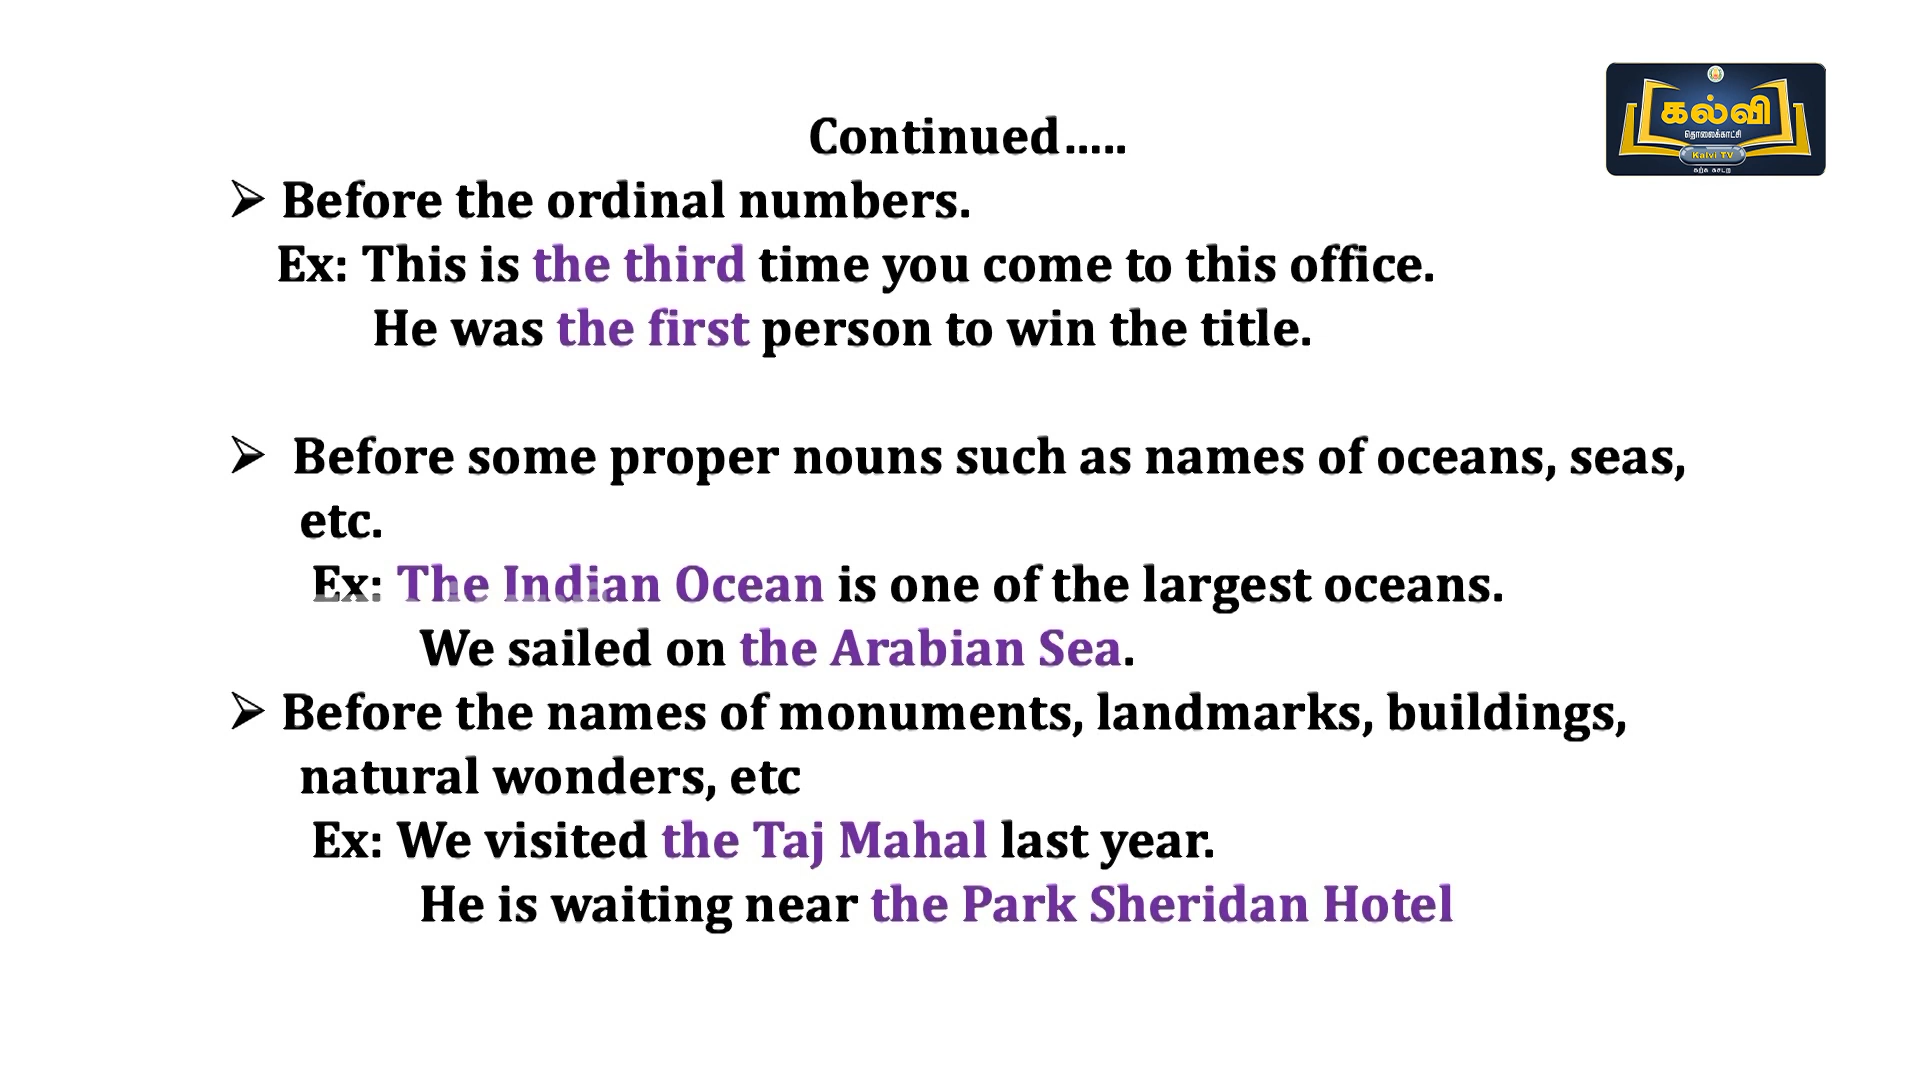 கல்வி
தொலைக்காட்சி
Kalvi TV
கற்க கசடற
Continued.....
➢ Before the ordinal numbers.
Ex: This is the third time you come to this office.
He was the first person to win the title.
➢ Before some proper nouns such as names of oceans, seas,
etc.
Ex: The Indian Ocean is one of the largest oceans.
We sailed on the Arabian Sea.
➢ Before the names of monuments, landmarks, buildings,
natural wonders, etc
Ex: We visited the Taj Mahal last year.
He is waiting near the Park Sheridan Hotel